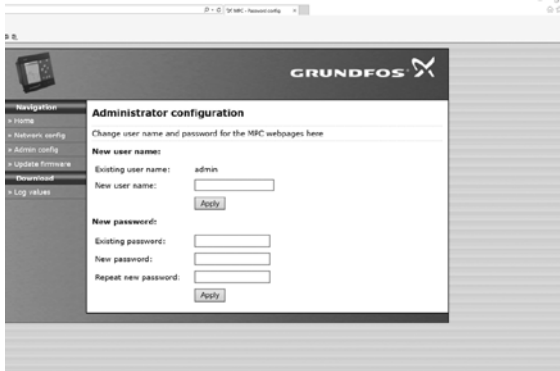 MPC - Password config
GRUNDFOS
Navigation
» Home
» Network config
» Admin config
» Update firmware
Download
» Log values
Administrator configuration
Change user name and password for the MPC webpages here
New user name:
Existing user name: admin
New user name:
Apply
New password:
Existing password:
New password:
Repeat new password:
Apply